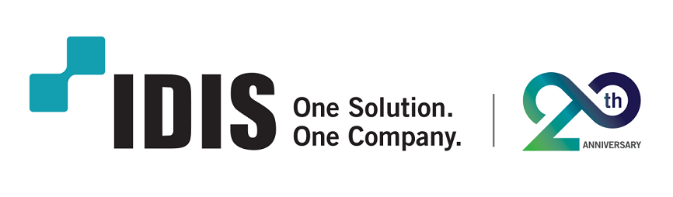 IDIS
One Solution.
One Company.
20th
ANNIVERSARY